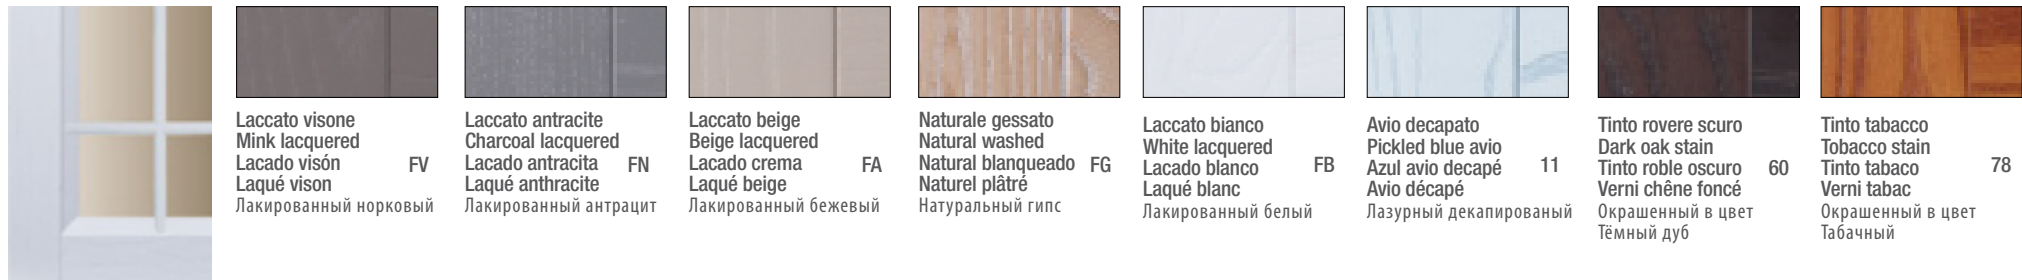 Laccato visone
Mink lacquered
Lacado visón FV
Laqué vison
Лакированный норковый
Laccato antracite
Charcoal lacquered
Lacado antracita FN
Laqué anthracite
Лакированный антрацит
Laccato beige
Beige lacquered
Lacado crema FA
Laqué beige
Лакированный бежевый
Naturale gessato
Natural washed
Natural blanqueado FG
Naturel plâtré
Натуральный гипс
Laccato bianco
White lacquered
Lacado blanco FB
Laqué blanc
Лакированный белый
Avio decapato
Pickled blue avio
Azul avio decapé 11
Avio décapé
Лазурный декапированый
Tinto rovere scuro
Dark oak stain
Tinto roble oscuro 60
Verni chêne foncé
Окрашенный в цвет
Тёмный дуб
Tinto tabacco
Tobacco stain
Tinto tabaco 78
Verni tabac
Окрашенный в цвет
Табачный